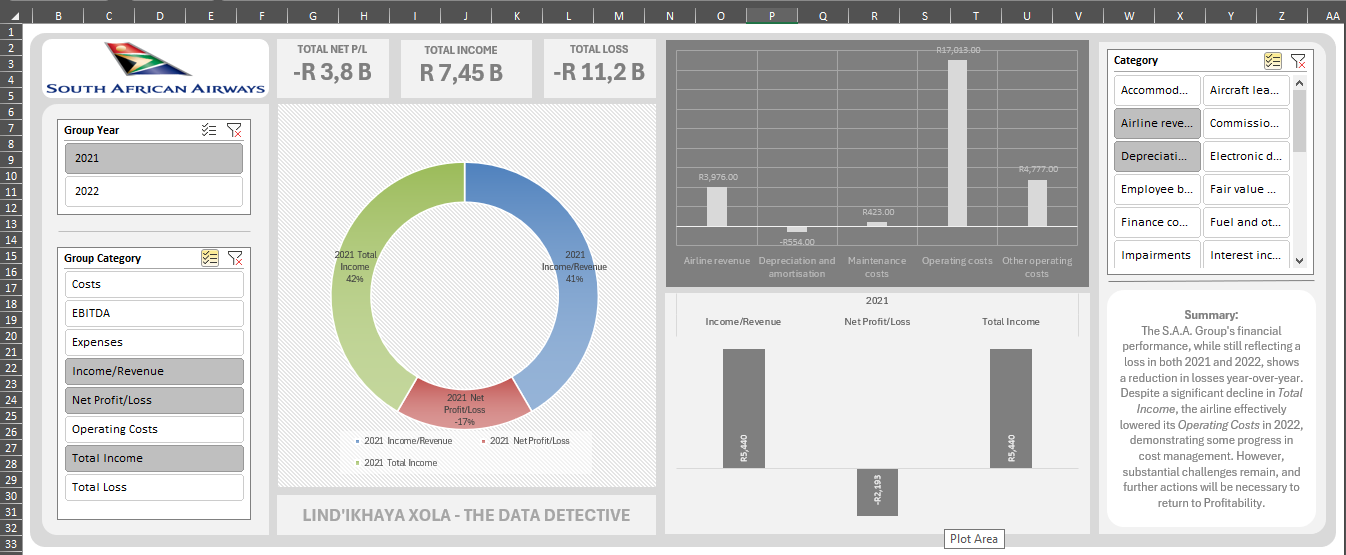 B C D E F G H I J K L M N O P Q R S T U V W X Y Z AA
1
2
3
4
5
6
7
8
9
10
11
12
13
14
15
16
17
18
19
20
21
22
23
24
25
26
27
28
29
30
31
32
33
SOUTH AFRICAN AIRWAYS
Group Year
2021
2022
Group Category
Costs
EBITDA
Expenses
Income/Revenue
Net Profit/Loss
Operating Costs
Total Income
Total Loss
TOTAL NET P/L
-R 3,8 B
TOTAL INCOME
R 7,45 B
TOTAL LOSS
-R 11,2 B
2021 Total
Income
42%
2021
Income/Revenue
41%
2021 Net
Profit/Loss
-17%
2021 Income/Revenue 2021 Net Profit/Loss
2021 Total Income
LIND'IKHAYA XOLA - THE DATA DETECTIVE
R17,013.00
R3,976.00
R4,777.00
R423.00
-R554.00
Airline revenue Depreciation and Maintenance Operating costs Other operating
amortisation costs costs
2021
Income/Revenue Net Profit/Loss Total Income
R5,440
-R2,193
R5,440
Plot Area
Category
Accommod... Aircraft lea...
Airline reve... Commissio...
Depreciati... Electronic d...
Employee b... Fair value ...
Finance co... Fuel and ot...
Impairments Interest inc...
Summary:
The S.A.A. Group's financial
performance, while still reflecting a
loss in both 2021 and 2022, shows
a reduction in losses year-over-year.
Despite a significant decline in Total
Income, the airline effectively
lowered its Operating Costs in 2022,
demonstrating some progress in
cost management. However,
substantial challenges remain, and
further actions will be necessary to
return to Profitability.